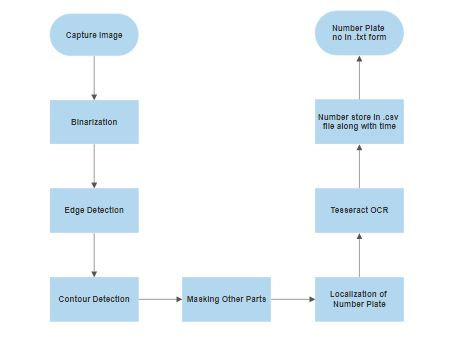 Capture Image
Binarization
Edge Detection
Contour Detection
Masking Other Parts
Localization of
Number Plate
Tesseract OCR
Number store in .csv
file along with time
Number Plate
no in .txt form